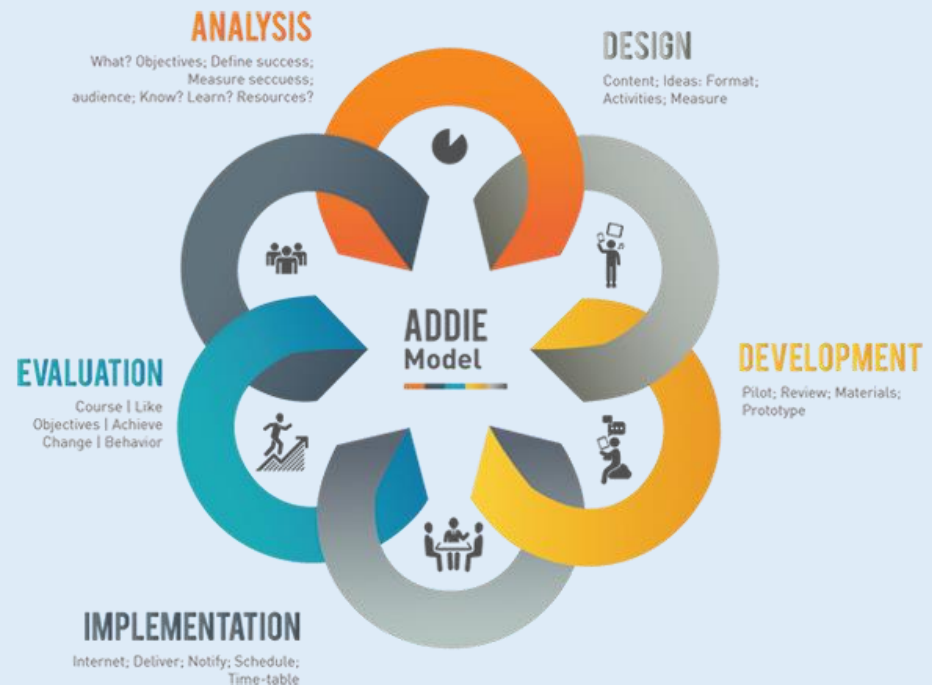 ANALYSIS
What? Objectives; Define success;
Measure seccuess;
audience; Know? Learn? Resources?
DESIGN
Content; Ideas: Format;
Activities; Measure
ADDIE
Model
DEVELOPMENT
Pilot; Review; Materials;
Prototype
EVALUATION
Course | Like
Objectives | Achieve
Change | Behavior
IMPLEMENTATION
Internet; Deliver; Notify; Schedule;
Time-table